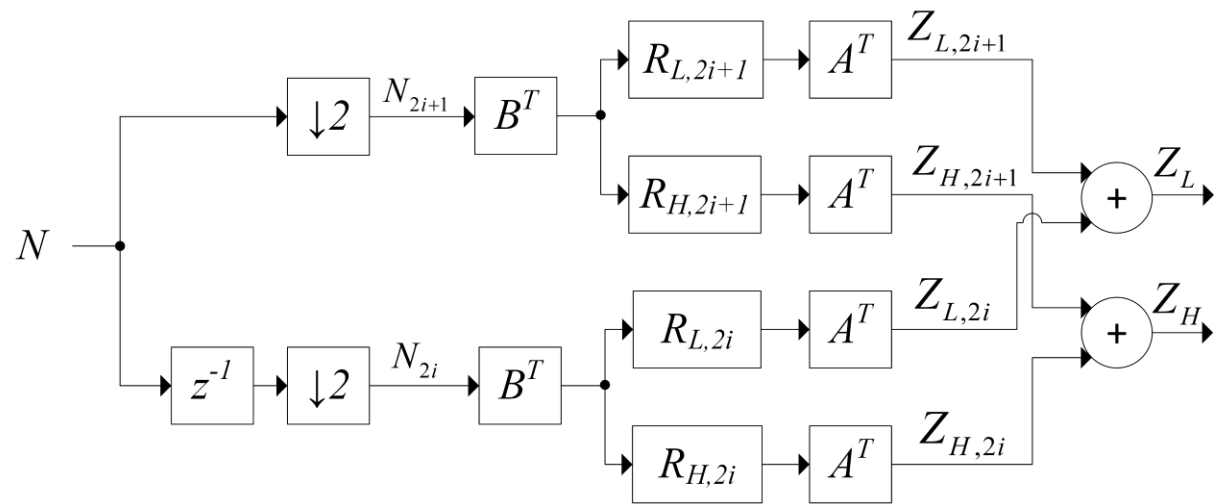 Z_{L,2i+1}
R_{L,2i+1} A^T
↓2 N_{2i+1} B^T
Z_{H,2i+1} Z_L
R_{H,2i+1} A^T +
N
Z_{L,2i} Z_H
R_{L,2i} A^T +
z^{-1} ↓2 N_{2i} B^T
Z_{H,2i}
R_{H,2i} A^T